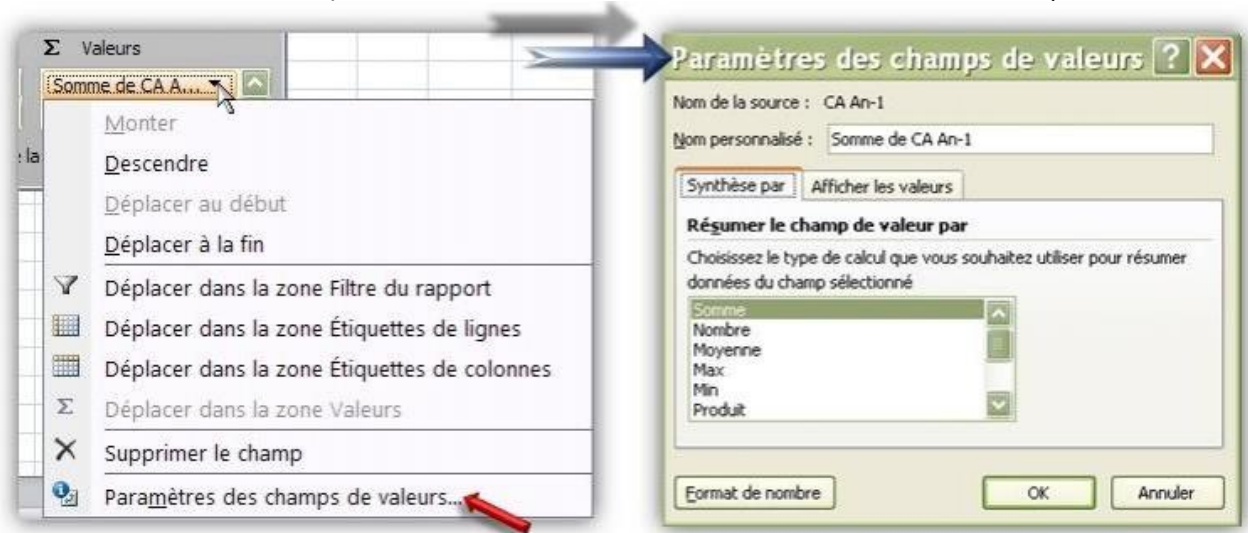 Σ Valeurs
Somme de CA A...
Monter
: la
Descendre
Déplacer au début
Déplacer à la fin
Déplacer dans la zone Filtre du rapport
Déplacer dans la zone Étiquettes de lignes
Déplacer dans la zone Étiquettes de colonnes
Σ Déplacer dans la zone Valeurs
Supprimer le champ
Paramètres des champs de valeurs...
Paramètres des champs de valeurs
Nom de la source : CA An-1
Nom personnalisé : Somme de CA An-1
Synthèse par Afficher les valeurs
Résumer le champ de valeur par
Choisissez le type de calcul que vous souhaitez utiliser pour résumer
données du champ sélectionné
Somme
Nombre
Moyenne
Max
Min
Produit
Format de nombre OK Annuler